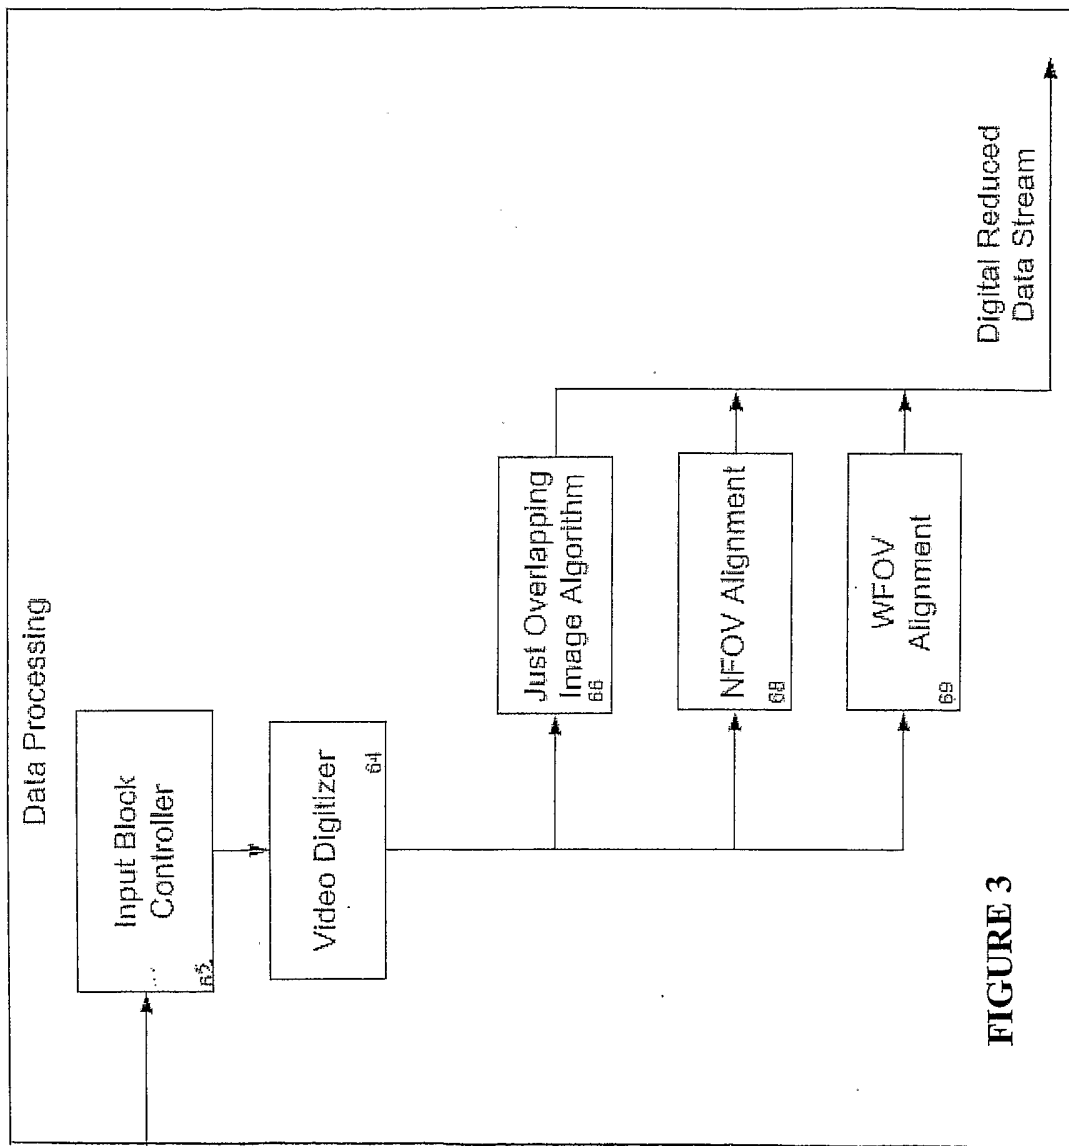 Data Processing
Input Block
Controller
Video Digitizer
64
Just Overlapping
Image Algorithm
66
NFOV Alignment
68
WFOV
Alignment
69
Digital Reduced
Data Stream
FIGURE 3